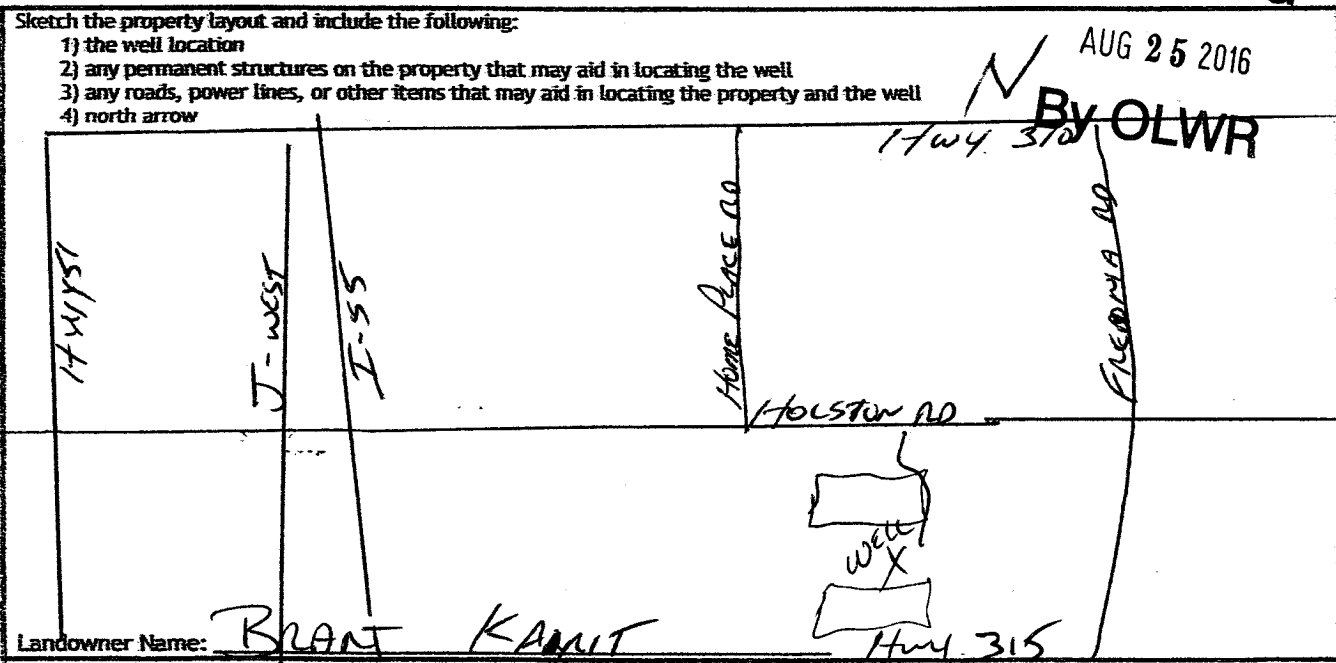 Sketch the property layout and include the following:
1) the well location
2) any permanent structures on the property that may aid in locating the well
3) any roads, power lines, or other items that may aid in locating the property and the well
4) north arrow
N
AUG 25 2016
By OLWR
Hwy. 310
Hwy 51
J-WEST
I-55
HOME PLACE RD
FREDONIA RD
HOLSTON RD
WELL
X
Landowner Name: BRANT
Hwy. 315